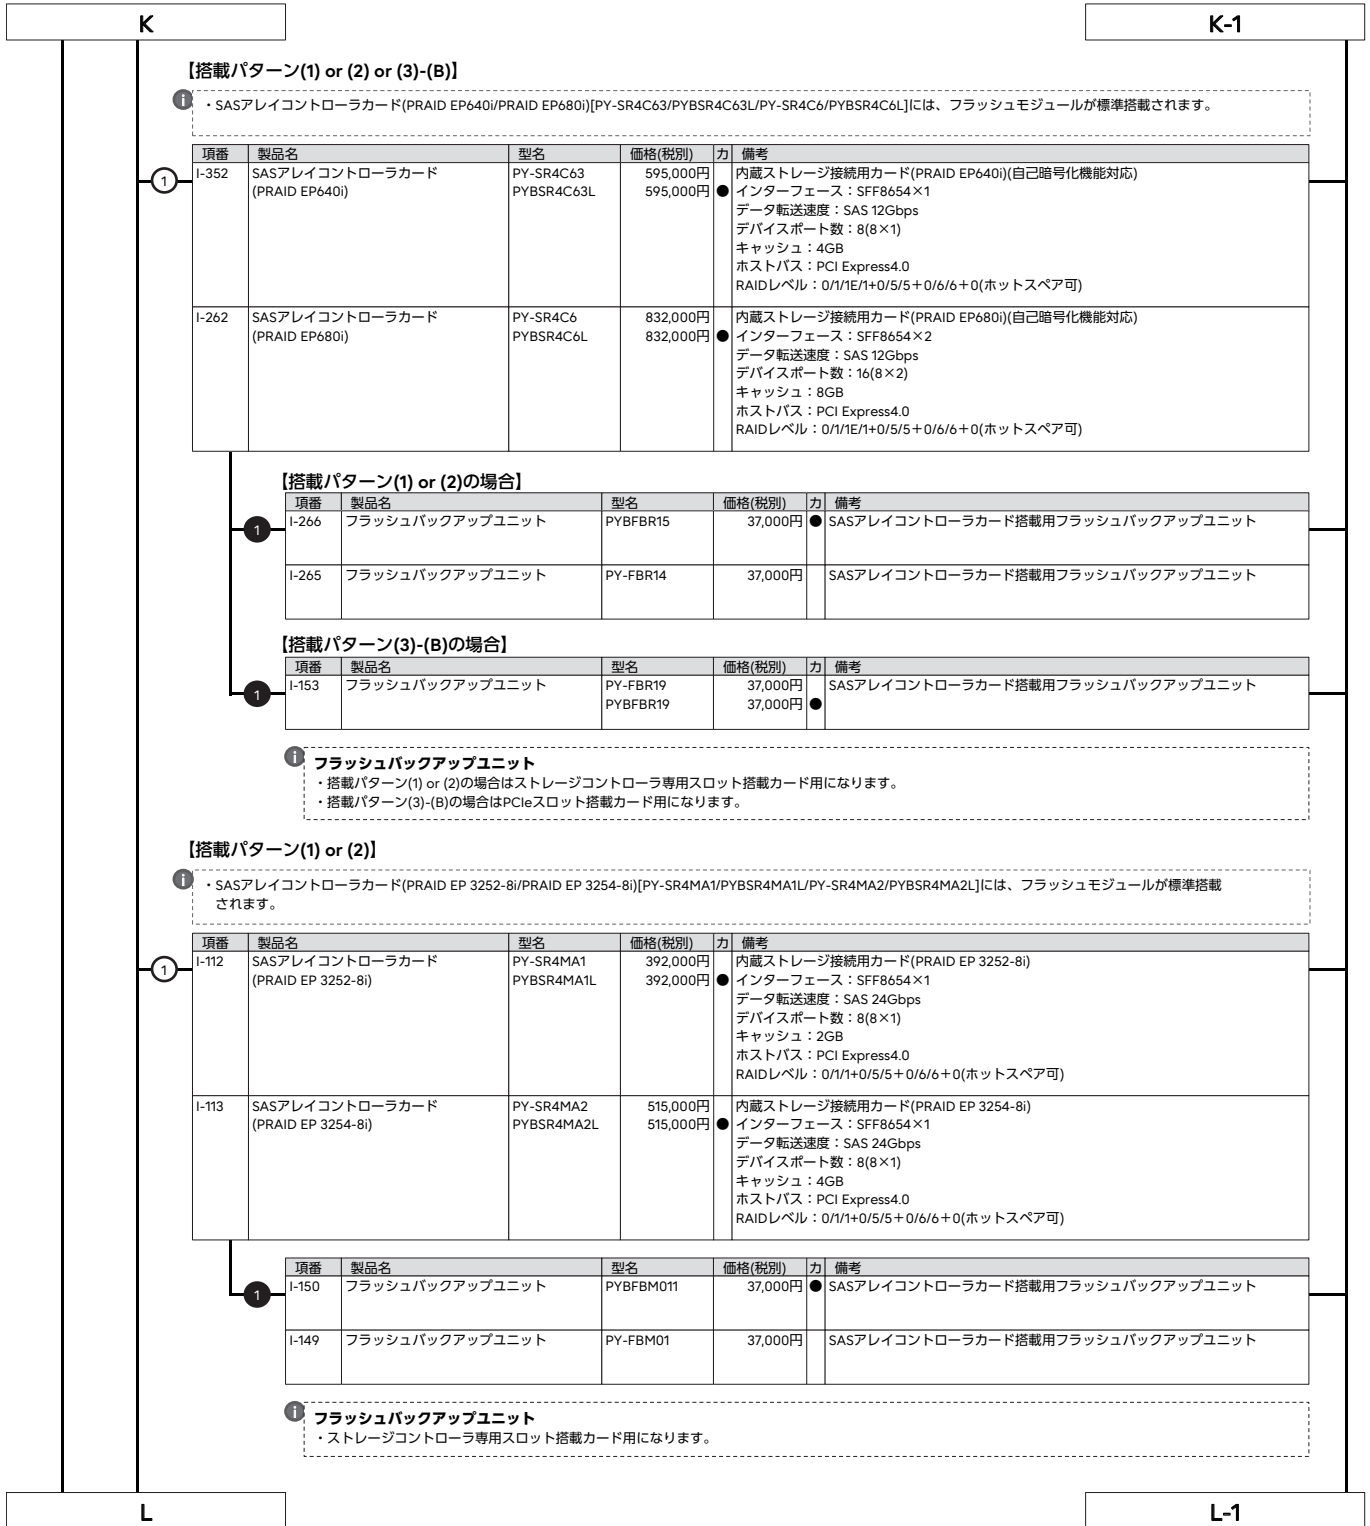 K
K-1
【搭載パターン(1) or (2) or (3)-(B)】
・SASアレイコントローラカード(PRAID EP640i/PRAID EP680i)[PY-SR4C63/PYBSR4C63L/PY-SR4C6/PYBSR4C6L]には、フラッシュモジュールが標準搭載されます。
項番 製品名 型名 価格(税別) カ 備考
1
I-352 SASアレイコントローラカード PY-SR4C63 595,000円 内蔵ストレージ接続用カード(PRAID EP640i)(自己暗号化機能対応)
(PRAID EP640i) PYBSR4C63L 595,000円 ● インターフェース：SFF8654×1
データ転送速度：SAS 12Gbps
デバイスポート数：8(8×1)
キャッシュ：4GB
ホストバス：PCI Express4.0
RAIDレベル：0/1/1E/1+0/5/5＋0/6/6＋0(ホットスペア可)
I-262 SASアレイコントローラカード PY-SR4C6 832,000円 内蔵ストレージ接続用カード(PRAID EP680i)(自己暗号化機能対応)
(PRAID EP680i) PYBSR4C6L 832,000円 ● インターフェース：SFF8654×2
データ転送速度：SAS 12Gbps
デバイスポート数：16(8×2)
キャッシュ：8GB
ホストバス：PCI Express4.0
RAIDレベル：0/1/1E/1+0/5/5＋0/6/6＋0(ホットスペア可)
【搭載パターン(1) or (2)の場合】
項番 製品名 型名 価格(税別) カ 備考
1
I-266 フラッシュバックアップユニット PYBFBR15 37,000円 ● SASアレイコントローラカード搭載用フラッシュバックアップユニット
I-265 フラッシュバックアップユニット PY-FBR14 37,000円 SASアレイコントローラカード搭載用フラッシュバックアップユニット
【搭載パターン(3)-(B)の場合】
項番 製品名 型名 価格(税別) カ 備考
1
I-153 フラッシュバックアップユニット PY-FBR19 37,000円 SASアレイコントローラカード搭載用フラッシュバックアップユニット
PYBFBR19 37,000円 ●
フラッシュバックアップユニット
・搭載パターン(1) or (2)の場合はストレージコントローラ専用スロット搭載カード用になります。
・搭載パターン(3)-(B)の場合はPCIeスロット搭載カード用になります。
【搭載パターン(1) or (2)】
・SASアレイコントローラカード(PRAID EP 3252-8i/PRAID EP 3254-8i)[PY-SR4MA1/PYBSR4MA1L/PY-SR4MA2/PYBSR4MA2L]には、フラッシュモジュールが標準搭載
されます。
項番 製品名 型名 価格(税別) カ 備考
1
I-112 SASアレイコントローラカード PY-SR4MA1 392,000円 内蔵ストレージ接続用カード(PRAID EP 3252-8i)
(PRAID EP 3252-8i) PYBSR4MA1L 392,000円 ● インターフェース：SFF8654×1
データ転送速度：SAS 24Gbps
デバイスポート数：8(8×1)
キャッシュ：2GB
ホストバス：PCI Express4.0
RAIDレベル：0/1/1+0/5/5＋0/6/6＋0(ホットスペア可)
I-113 SASアレイコントローラカード PY-SR4MA2 515,000円 内蔵ストレージ接続用カード(PRAID EP 3254-8i)
(PRAID EP 3254-8i) PYBSR4MA2L 515,000円 ● インターフェース：SFF8654×1
データ転送速度：SAS 24Gbps
デバイスポート数：8(8×1)
キャッシュ：4GB
ホストバス：PCI Express4.0
RAIDレベル：0/1/1+0/5/5＋0/6/6＋0(ホットスペア可)
項番 製品名 型名 価格(税別) カ 備考
1
I-150 フラッシュバックアップユニット PYBFBM011 37,000円 ● SASアレイコントローラカード搭載用フラッシュバックアップユニット
I-149 フラッシュバックアップユニット PY-FBM01 37,000円 SASアレイコントローラカード搭載用フラッシュバックアップユニット
フラッシュバックアップユニット
・ストレージコントローラ専用スロット搭載カード用になります。
L
L-1